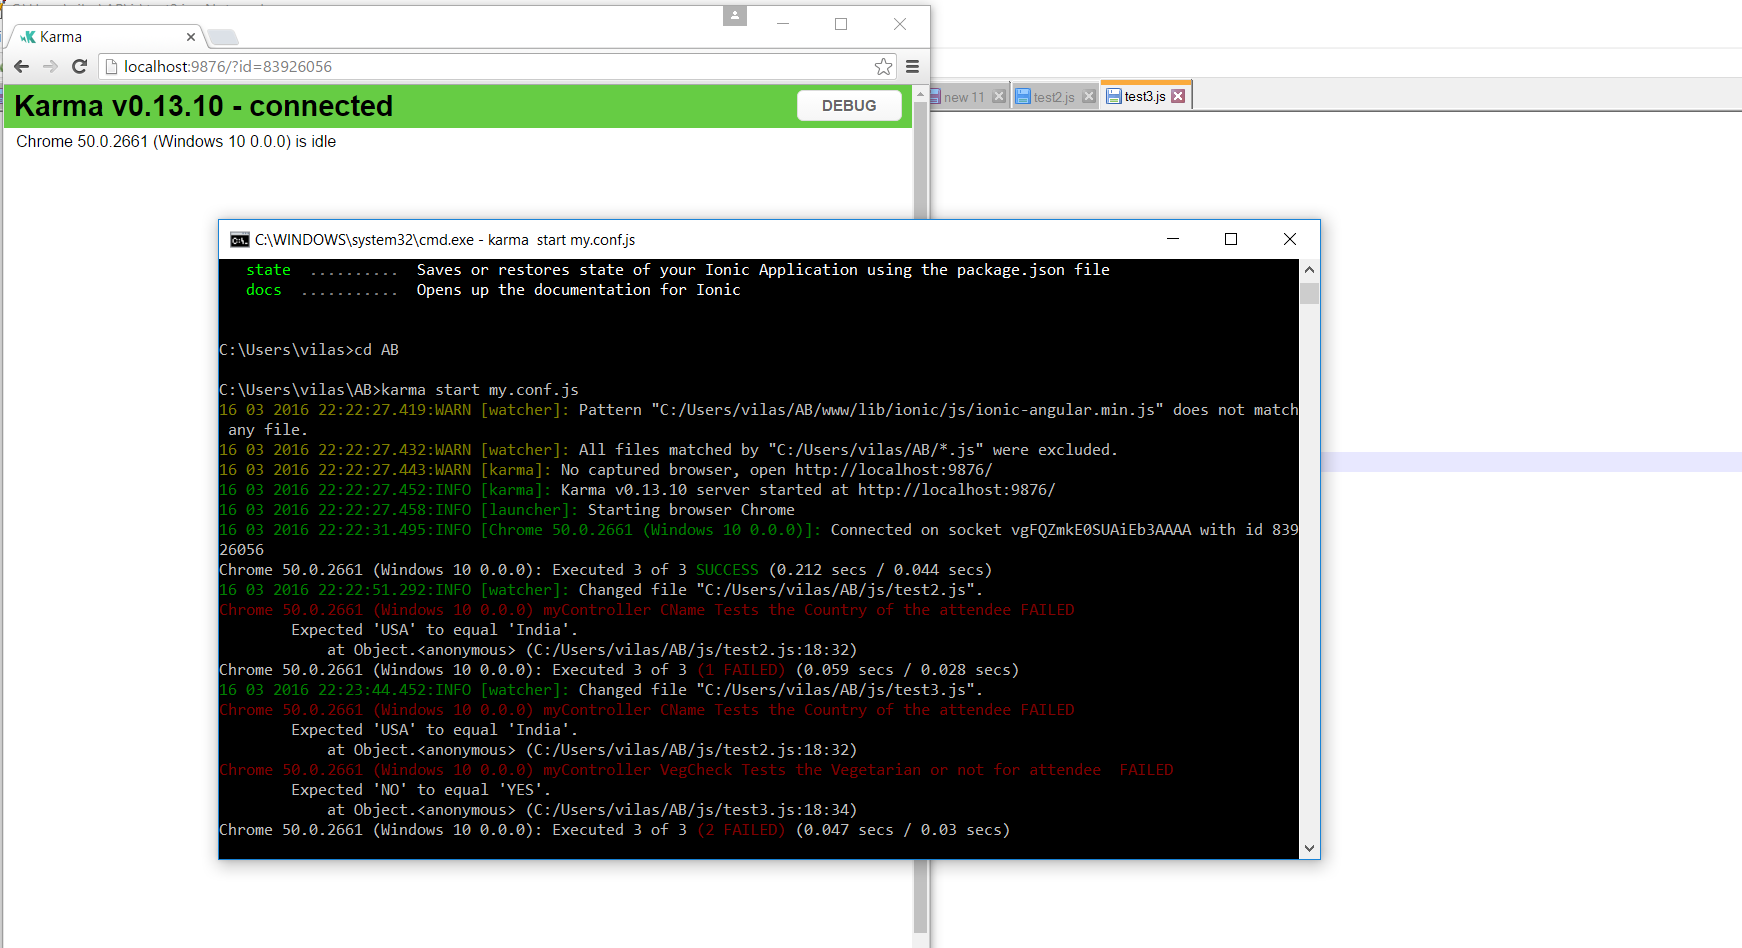 Karma
localhost:9876/?id=83926056
Karma v0.13.10 - connected
DEBUG
Chrome 50.0.2661 (Windows 10 0.0.0) is idle
new 11
test2.js
test3.js
C:\WINDOWS\system32\cmd.exe - karma  start my.conf.js
state  ..........  Saves or restores state of your Ionic Application using the package.json file
docs  ...........  Opens up the documentation for Ionic
C:\Users\vilas>cd AB
C:\Users\vilas\AB>karma start my.conf.js
16 03 2016 22:22:27.419:WARN [watcher]: Pattern "C:/Users/vilas/AB/www/lib/ionic/js/ionic-angular.min.js" does not match
any file.
16 03 2016 22:22:27.432:WARN [watcher]: All files matched by "C:/Users/vilas/AB/*.js" were excluded.
16 03 2016 22:22:27.443:WARN [karma]: No captured browser, open http://localhost:9876/
16 03 2016 22:22:27.452:INFO [karma]: Karma v0.13.10 server started at http://localhost:9876/
16 03 2016 22:22:27.458:INFO [launcher]: Starting browser Chrome
16 03 2016 22:22:31.495:INFO [Chrome 50.0.2661 (Windows 10 0.0.0)]: Connected on socket vgFQZmkE0SUAiEb3AAAA with id 839
26056
Chrome 50.0.2661 (Windows 10 0.0.0): Executed 3 of 3 SUCCESS (0.212 secs / 0.044 secs)
16 03 2016 22:22:51.292:INFO [watcher]: Changed file "C:/Users/vilas/AB/js/test2.js".
Chrome 50.0.2661 (Windows 10 0.0.0) myController CName Tests the Country of the attendee FAILED
Expected 'USA' to equal 'India'.
at Object.<anonymous> (C:/Users/vilas/AB/js/test2.js:18:32)
Chrome 50.0.2661 (Windows 10 0.0.0): Executed 3 of 3 (1 FAILED) (0.059 secs / 0.028 secs)
16 03 2016 22:23:44.452:INFO [watcher]: Changed file "C:/Users/vilas/AB/js/test3.js".
Chrome 50.0.2661 (Windows 10 0.0.0) myController CName Tests the Country of the attendee FAILED
Expected 'USA' to equal 'India'.
at Object.<anonymous> (C:/Users/vilas/AB/js/test2.js:18:32)
Chrome 50.0.2661 (Windows 10 0.0.0) myController VegCheck Tests the Vegetarian or not for attendee  FAILED
Expected 'NO' to equal 'YES'.
at Object.<anonymous> (C:/Users/vilas/AB/js/test3.js:18:34)
Chrome 50.0.2661 (Windows 10 0.0.0): Executed 3 of 3 (2 FAILED) (0.047 secs / 0.03 secs)